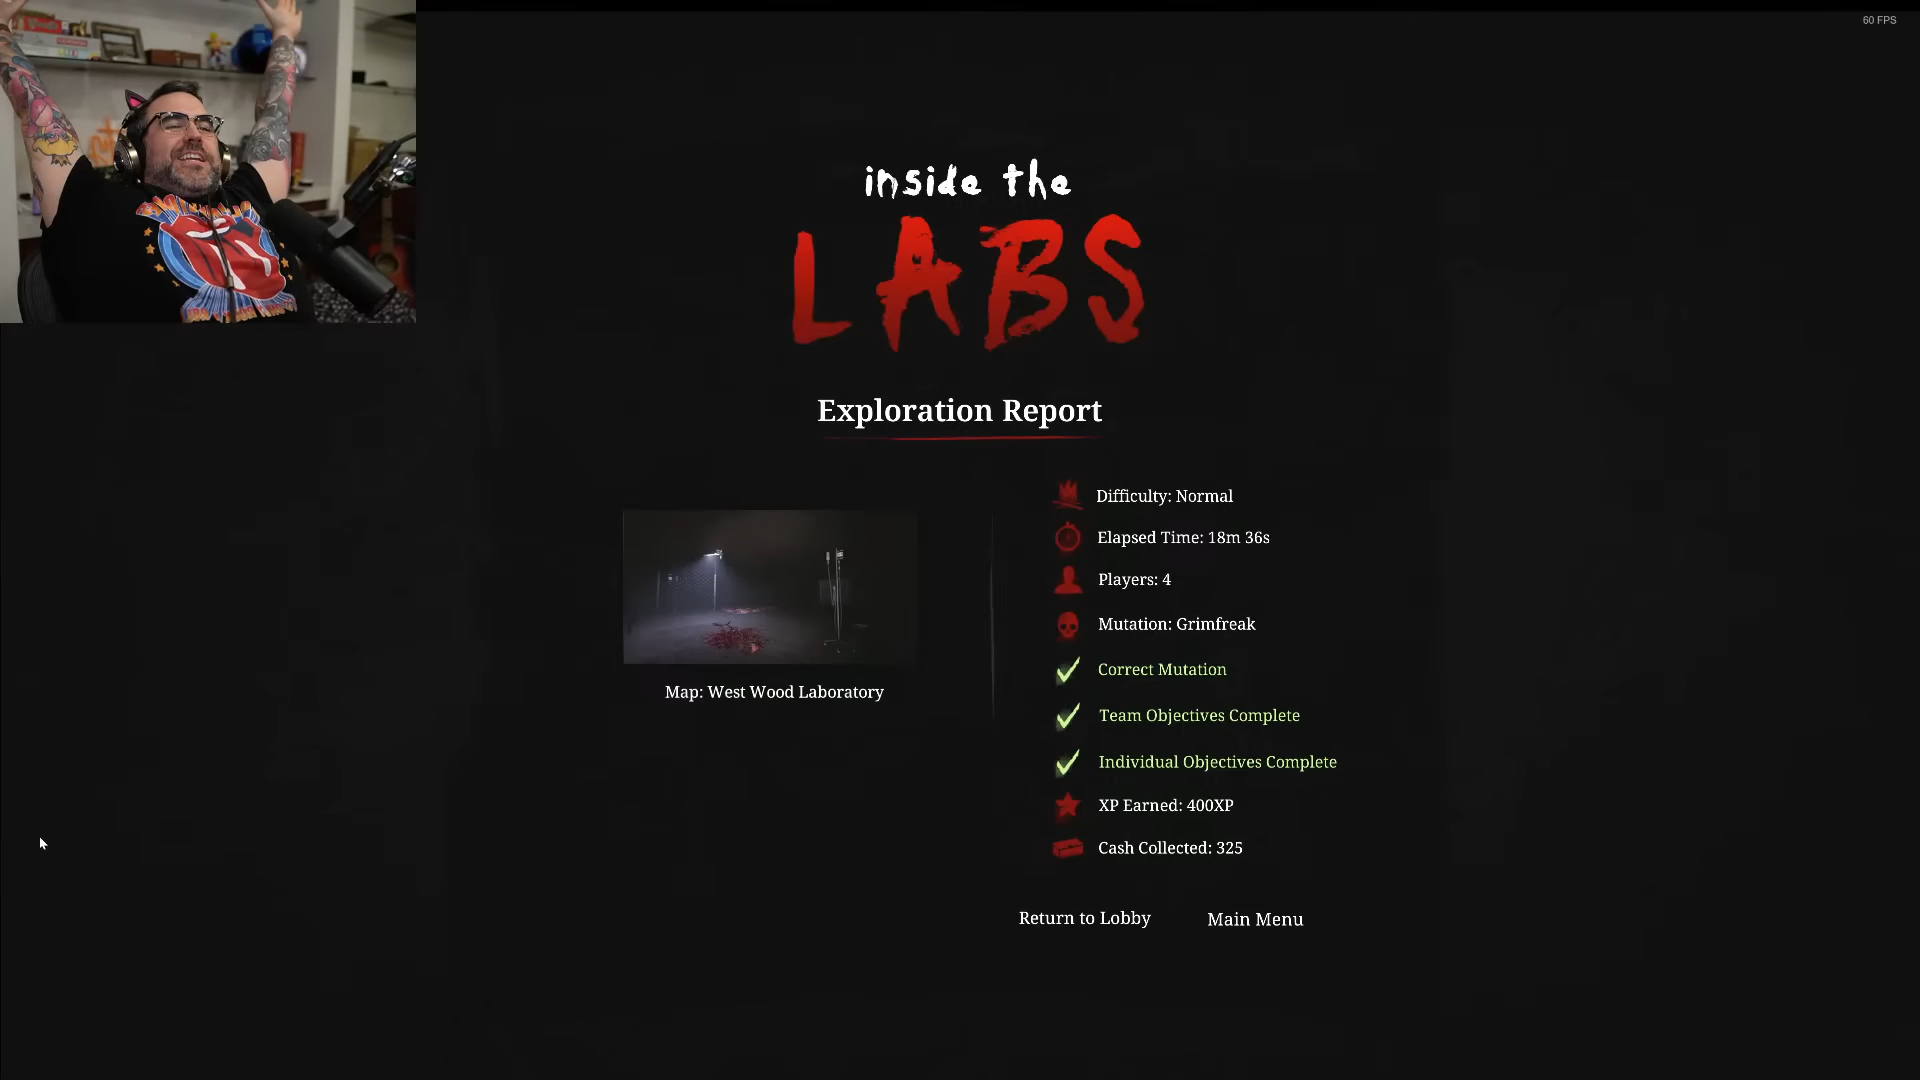 60 FPS
inside the
LABS
Exploration Report
Difficulty: Normal
Elapsed Time: 18m 36s
Players: 4
Mutation: Grimfreak
Correct Mutation
Team Objectives Complete
Individual Objectives Complete
XP Earned: 400XP
Cash Collected: 325
Map: West Wood Laboratory
Return to Lobby
Main Menu